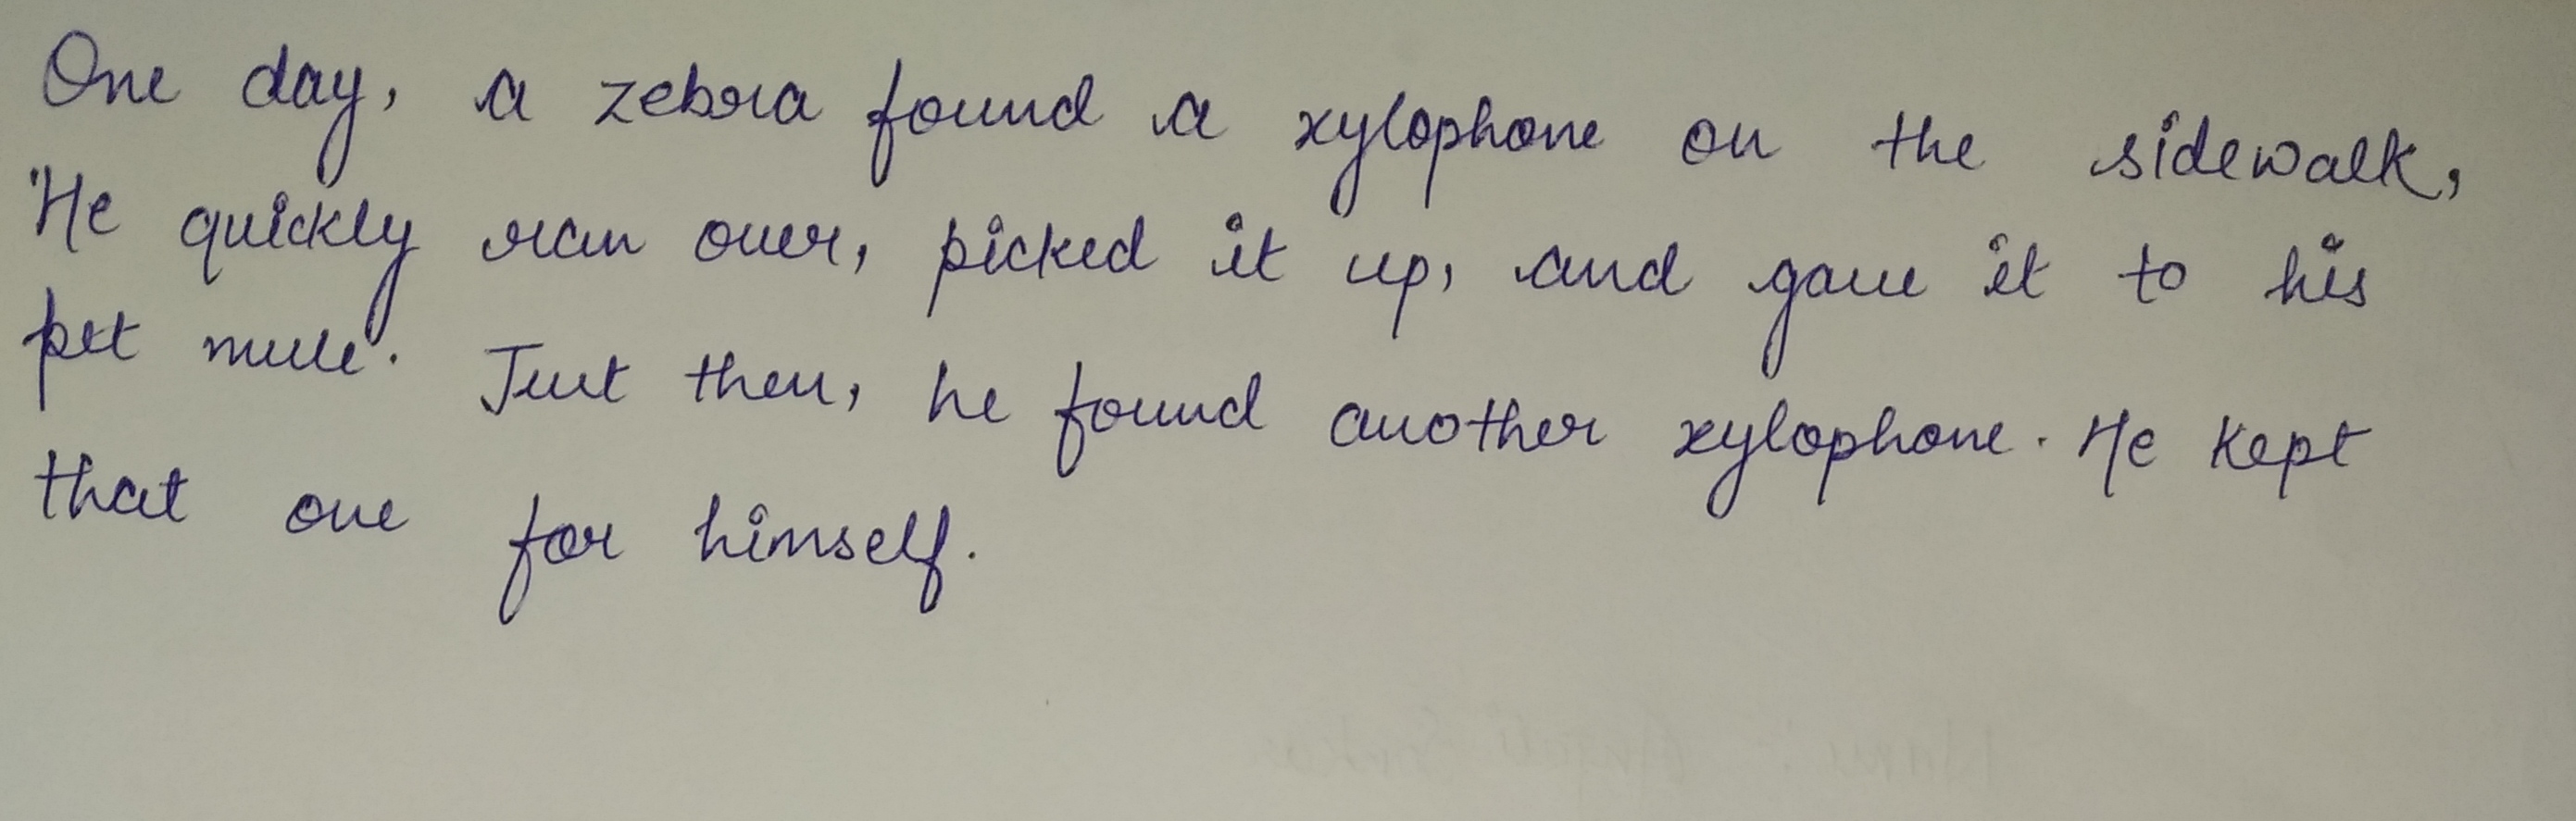 One day, a zebra found a xylophone on the sidewalk,
He quickly ran over, picked it up, and gave it to his
pet mule. Just then, he found another xylophone. He kept
that one for himself.